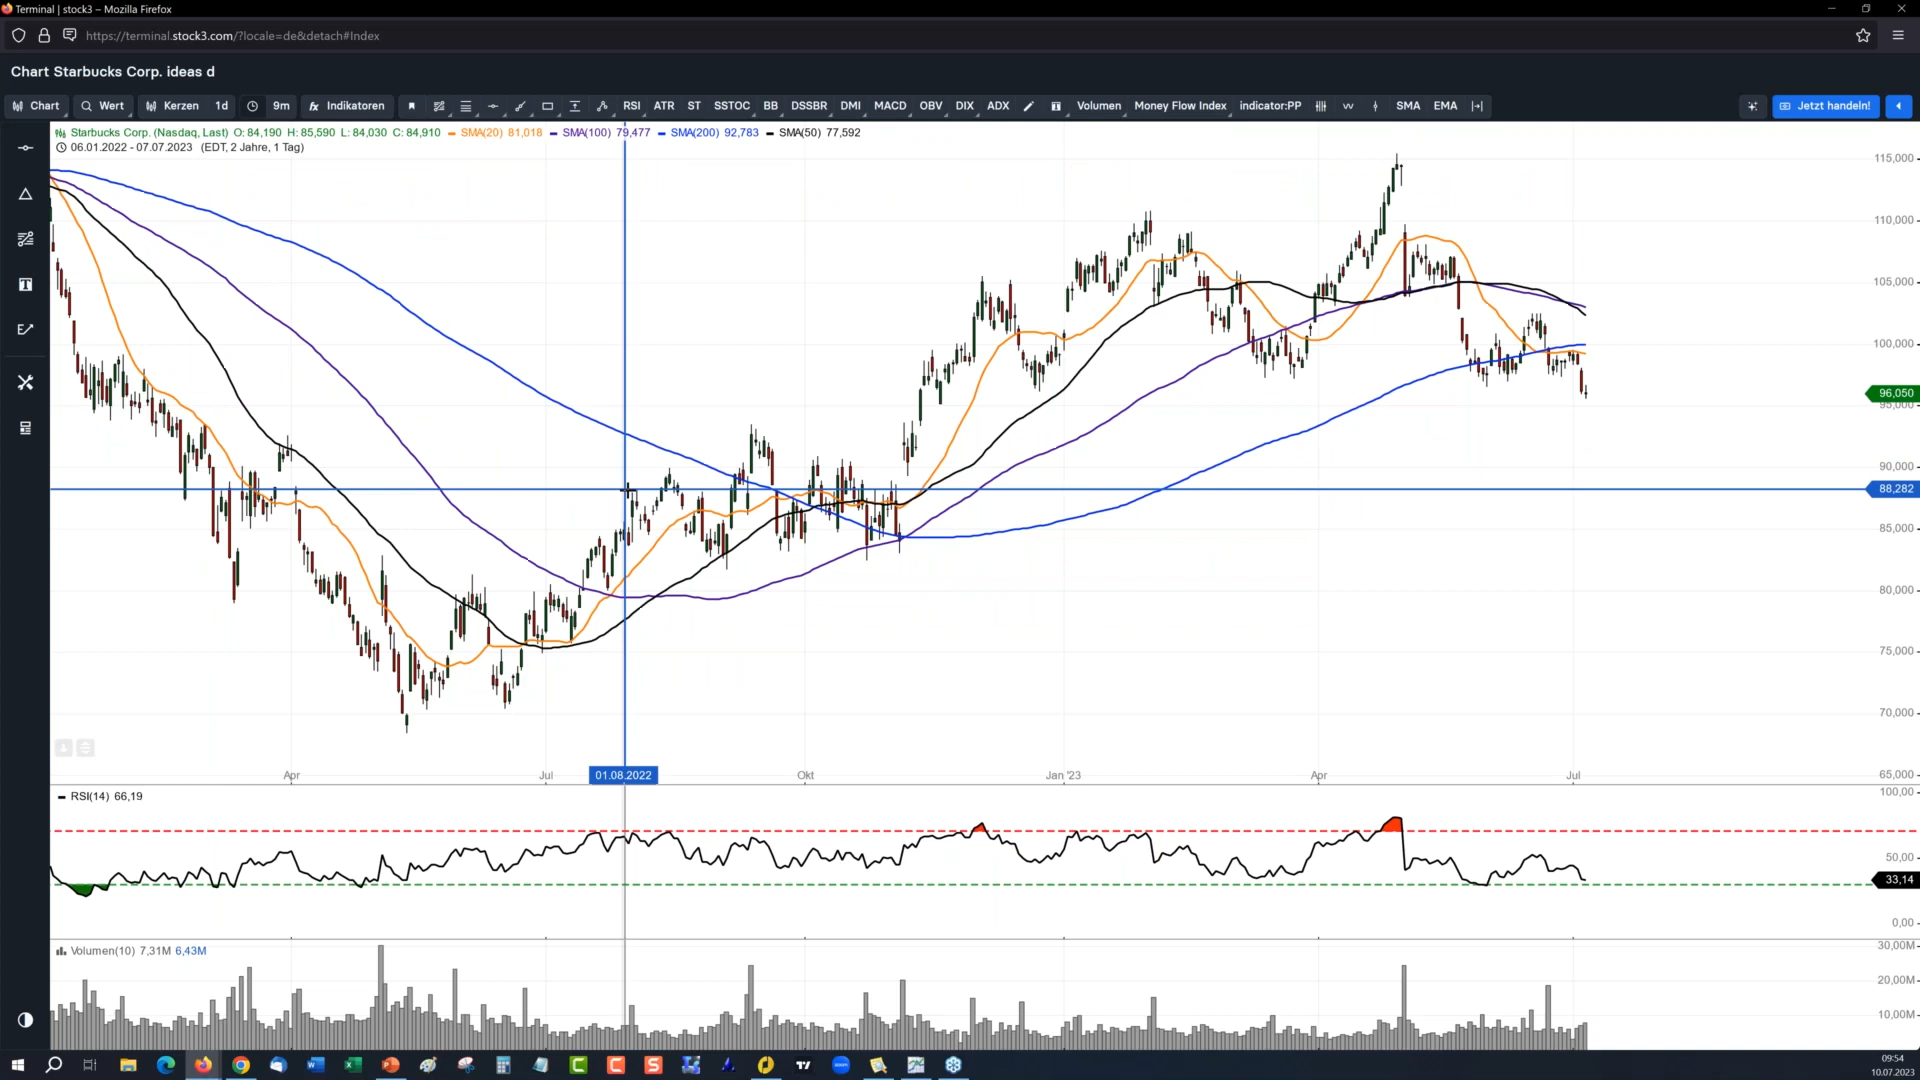 Terminal | stock3 – Mozilla Firefox
https://terminal.stock3.com/?locale=de&detach#Index
Chart Starbucks Corp. ideas d
Chart Wert Kerzen 1d 9m fx Indikatoren RSI ATR ST SSTOC BB DSSBR DMI MACD OBV DIX ADX Volumen Money Flow Index indicator:PP SMA EMA Jetzt handeln!
Starbucks Corp. (Nasdaq, Last) O: 84,190 H: 85,590 L: 84,030 C: 84,910 SMA(20) 81,018 SMA(100) 79,477 SMA(200) 92,783 SMA(50) 77,592
06.01.2022 - 07.07.2023 (EDT, 2 Jahre, 1 Tag)
115,000
110,000
105,000
100,000
96,050
95,000
90,000
88,282
85,000
80,000
75,000
70,000
65,000
Apr Jul 01.08.2022 Okt Jan '23 Apr Jul
RSI(14) 66,19
100,00
50,00
33,14
0,00
Volumen(10) 7,31M 6,43M
30,00M
20,00M
10,00M
09:54
10.07.2023